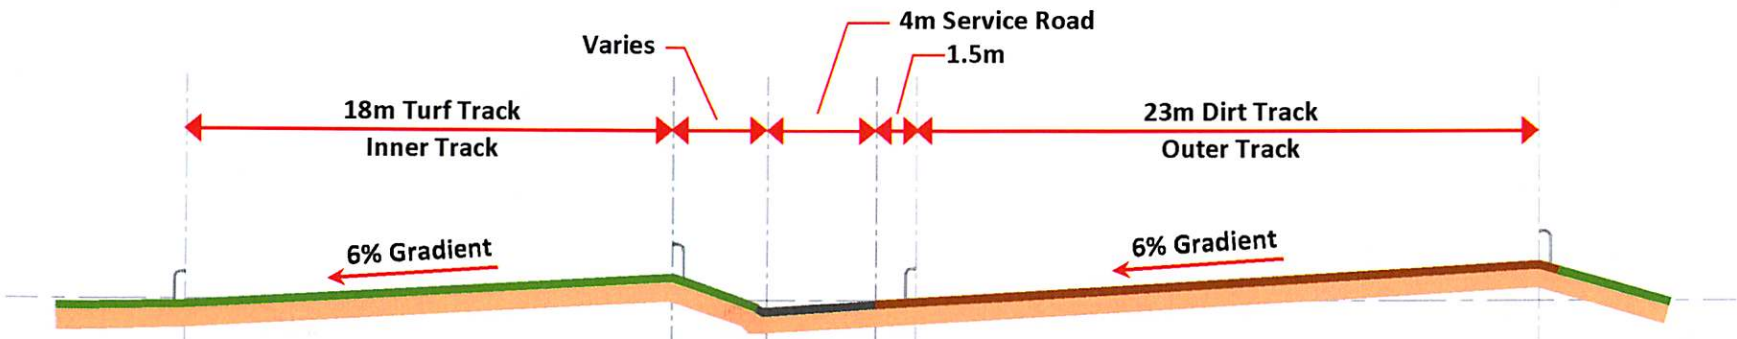 4m Service Road
Varies
1.5m
18m Turf Track
Inner Track
23m Dirt Track
Outer Track
6% Gradient
6% Gradient